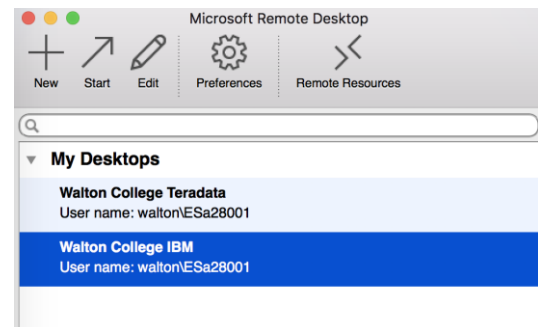 Microsoft Remote Desktop
New Start Edit Preferences Remote Resources
My Desktops
Walton College Teradata
User name: walton\ESa28001
Walton College IBM
User name: walton\ESa28001